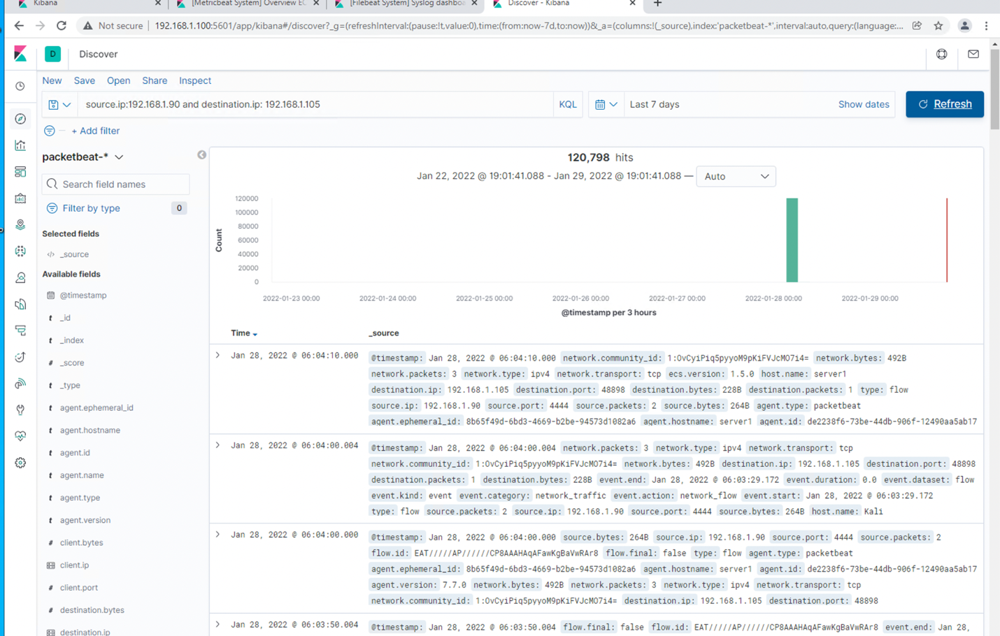 Kibana
[Metricbeat System] Overview EC
[Filebeat System] Syslog dashboa
Discover - Kibana
Not secure | 192.168.1.100:5601/app/kibana#/discover?_g=(refreshInterval:(pause:!t,value:0),time:(from:now-7d,to:now))&_a=(columns:!(_source),index:'packetbeat-*',interval:auto,query:(language:...
D Discover
New Save Open Share Inspect
source.ip:192.168.1.90 and destination.ip: 192.168.1.105 KQL Last 7 days Show dates Refresh
+ Add filter
packetbeat-*
Search field names
Filter by type 0
Selected fields
_source
Available fields
@timestamp
t _id
t _index
# _score
t _type
t agent.ephemeral_id
t agent.hostname
t agent.id
t agent.name
t agent.type
t agent.version
# client.bytes
client.ip
# client.port
# destination.bytes
destination.ip
120,798 hits
Jan 22, 2022 @ 19:01:41.088 - Jan 29, 2022 @ 19:01:41.088 — Auto
Count
120000
100000
80000
60000
40000
20000
0
2022-01-23 00:00 2022-01-24 00:00 2022-01-25 00:00 2022-01-26 00:00 2022-01-27 00:00 2022-01-28 00:00 2022-01-29 00:00
@timestamp per 3 hours
Time _source
Jan 28, 2022 @ 06:04:10.000 @timestamp: Jan 28, 2022 @ 06:04:10.000 network.community_id: 1:OvCyiPiq5pyyoM9pKiFVJcMO7i4= network.bytes: 492B
network.packets: 3 network.type: ipv4 network.transport: tcp ecs.version: 1.5.0 host.name: server1
destination.ip: 192.168.1.105 destination.port: 48898 destination.bytes: 228B destination.packets: 1 type: flow
source.ip: 192.168.1.90 source.port: 4444 source.packets: 2 source.bytes: 264B agent.type: packetbeat
agent.ephemeral_id: 8b65f49d-6bd3-4669-b2be-94573d1082a6 agent.hostname: server1 agent.id: de2238f6-73be-44db-906f-12490aa5ab17
Jan 28, 2022 @ 06:04:00.004 @timestamp: Jan 28, 2022 @ 06:04:00.004 network.packets: 3 network.type: ipv4 network.transport: tcp
network.community_id: 1:OvCyiPiq5pyyoM9pKiFVJcMO7i4= network.bytes: 492B destination.ip: 192.168.1.105 destination.port: 48898
destination.packets: 1 destination.bytes: 228B event.end: Jan 28, 2022 @ 06:03:29.172 event.duration: 0.0 event.dataset: flow
event.kind: event event.category: network_traffic event.action: network_flow event.start: Jan 28, 2022 @ 06:03:29.172
type: flow source.packets: 2 source.ip: 192.168.1.90 source.port: 4444 source.bytes: 264B host.name: Kali
Jan 28, 2022 @ 06:04:00.000 @timestamp: Jan 28, 2022 @ 06:04:00.000 source.bytes: 264B source.ip: 192.168.1.90 source.port: 4444 source.packets: 2
flow.id: EAT/////AP//////CP8AAAHAqAFawKgBaVwRAr8 flow.final: false type: flow agent.type: packetbeat
agent.ephemeral_id: 8b65f49d-6bd3-4669-b2be-94573d1082a6 agent.hostname: server1 agent.id: de2238f6-73be-44db-906f-12490aa5ab17
agent.version: 7.7.0 network.bytes: 492B network.packets: 3 network.type: ipv4 network.transport: tcp
network.community_id: 1:OvCyiPiq5pyyoM9pKiFVJcMO7i4= destination.ip: 192.168.1.105 destination.port: 48898
Jan 28, 2022 @ 06:03:50.004 @timestamp: Jan 28, 2022 @ 06:03:50.004 flow.final: false flow.id: EAT/////AP//////CP8AAAHAqAFawKgBaVwRAr8 event.end: Jan 28,